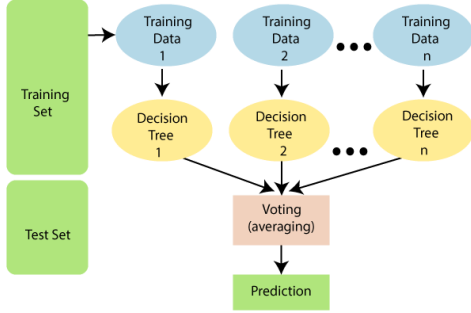 Training
Set
Test Set
Training
Data
1
Training
Data
2
Training
Data
n
Decision
Tree
1
Decision
Tree
2
Decision
Tree
n
Voting
(averaging)
Prediction